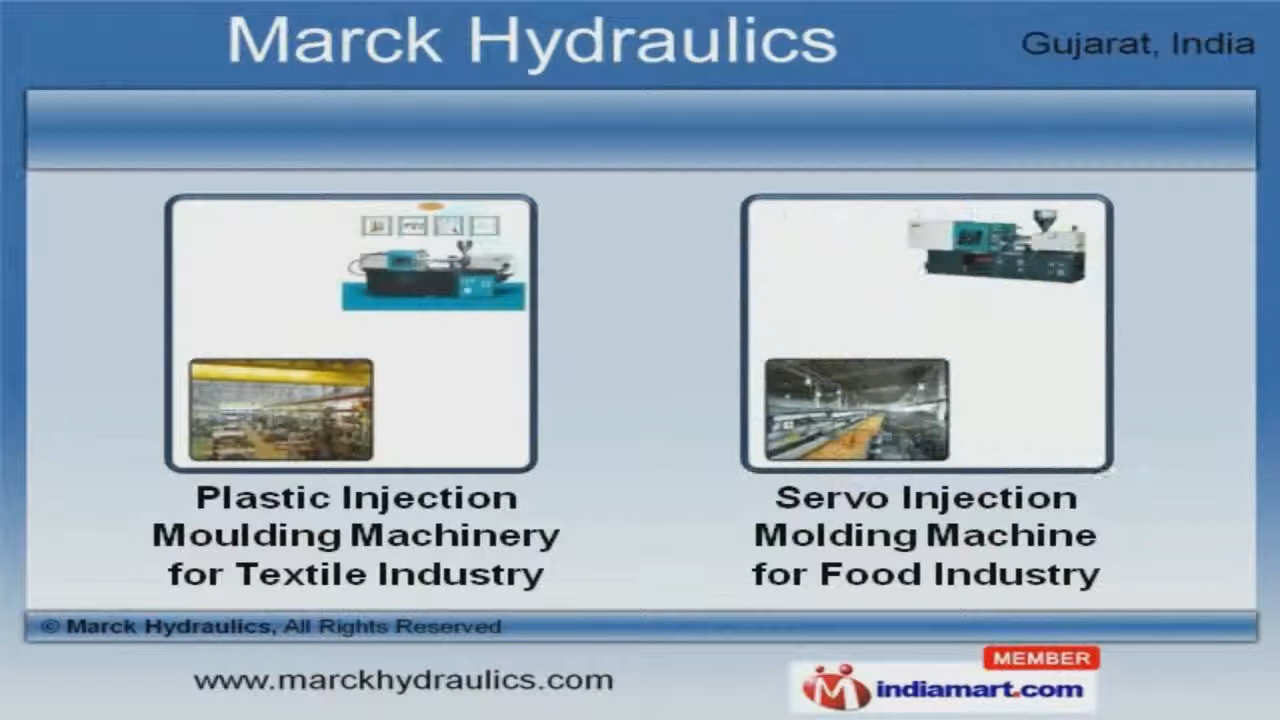 Marck Hydraulics
Gujarat, India
Plastic Injection
Moulding Machinery
for Textile Industry
Servo Injection
Molding Machine
for Food Industry
© Marck Hydraulics, All Rights Reserved
www.marckhydraulics.com
MEMBER
indiamart.com